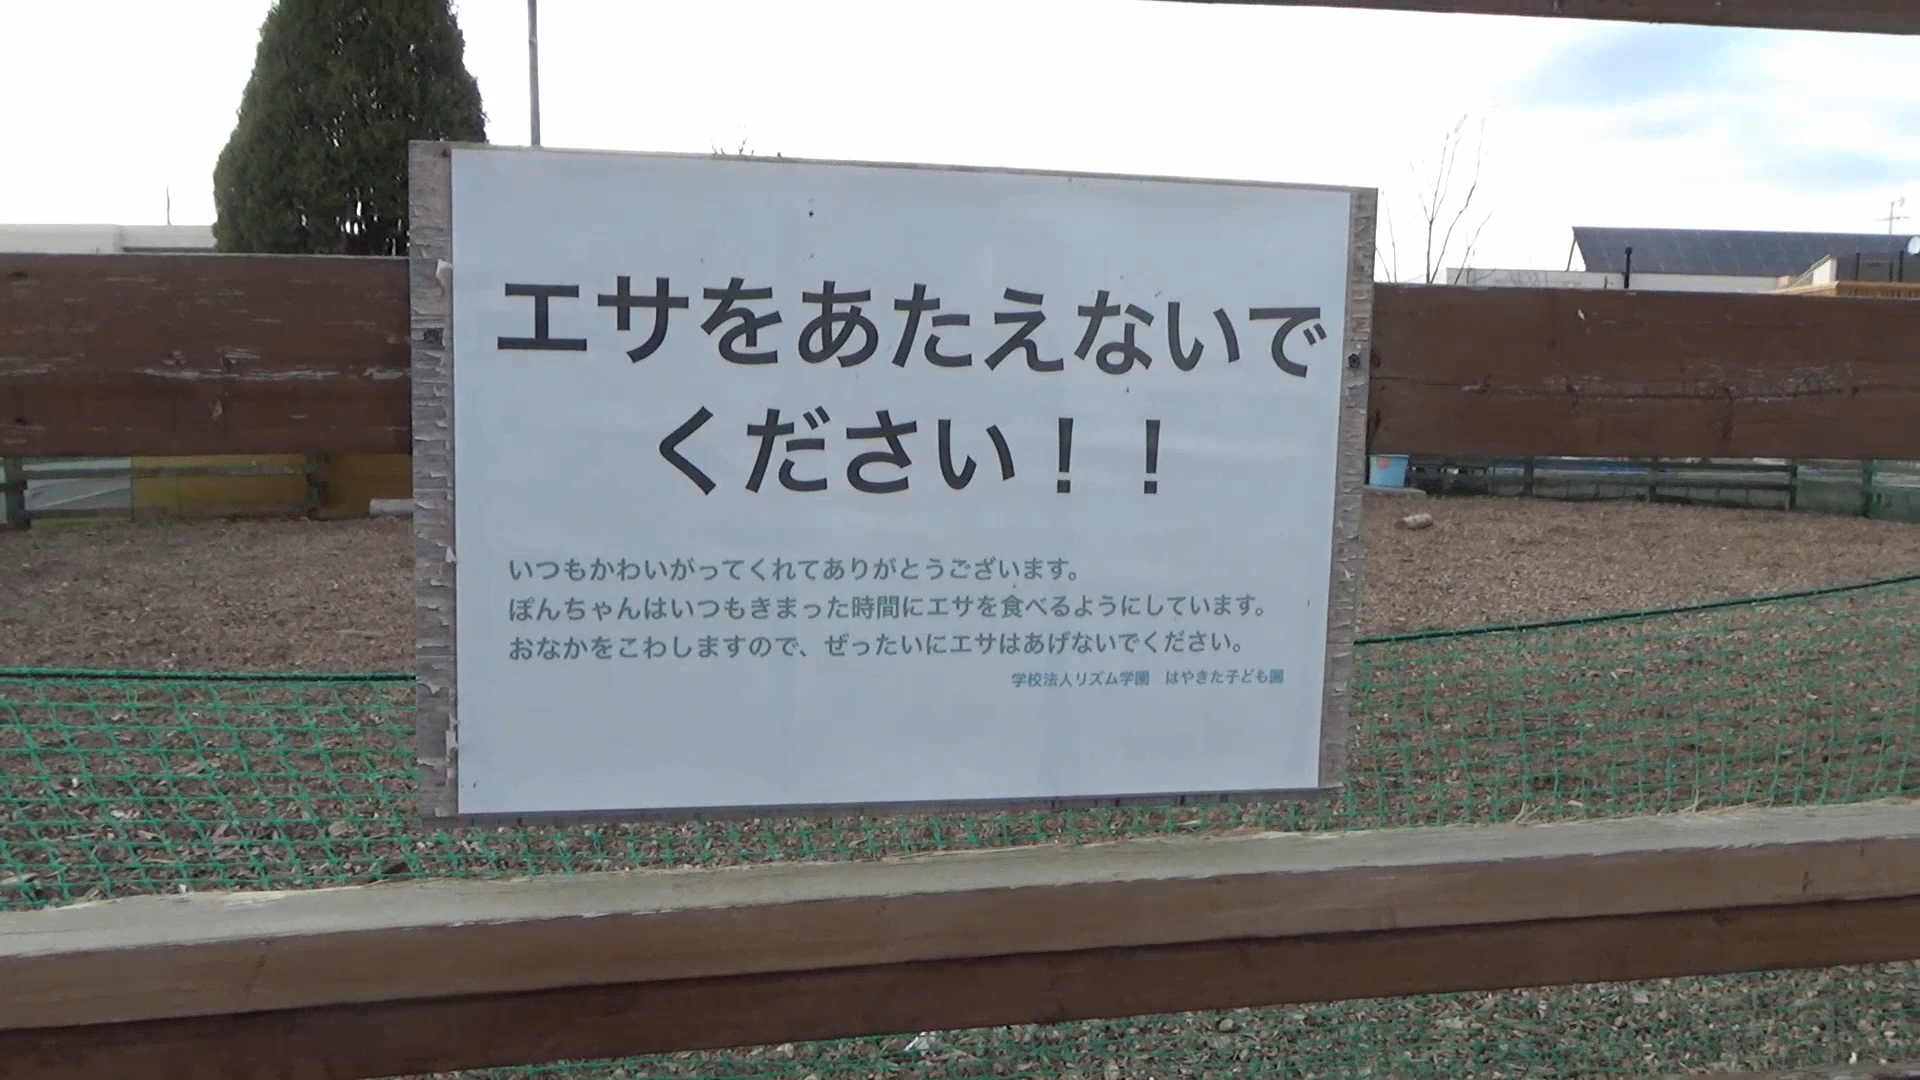 エサをあたえないで
ください！！
いつもかわいがってくれてありがとうございます。
ぽんちゃんはいつもきまった時間にエサを食べるようにしています。
おなかをこわしますので、ぜったいにエサはあげないでください。
学校法人リズム学園　はやきた子ども園